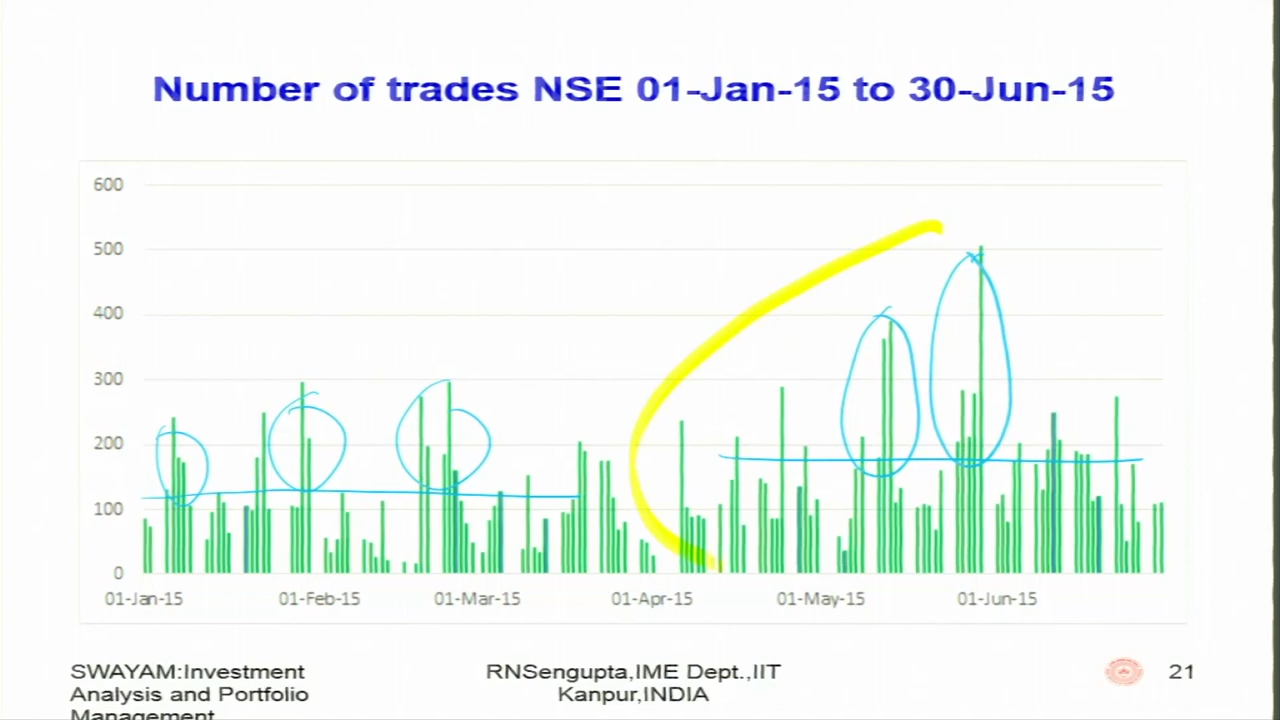 Number of trades NSE 01-Jan-15 to 30-Jun-15
600
500
400
300
200
100
0
01-Jan-15 01-Feb-15 01-Mar-15 01-Apr-15 01-May-15 01-Jun-15
SWAYAM:Investment
Analysis and Portfolio
Management
RNSengupta,IME Dept.,IIT
Kanpur,INDIA
21